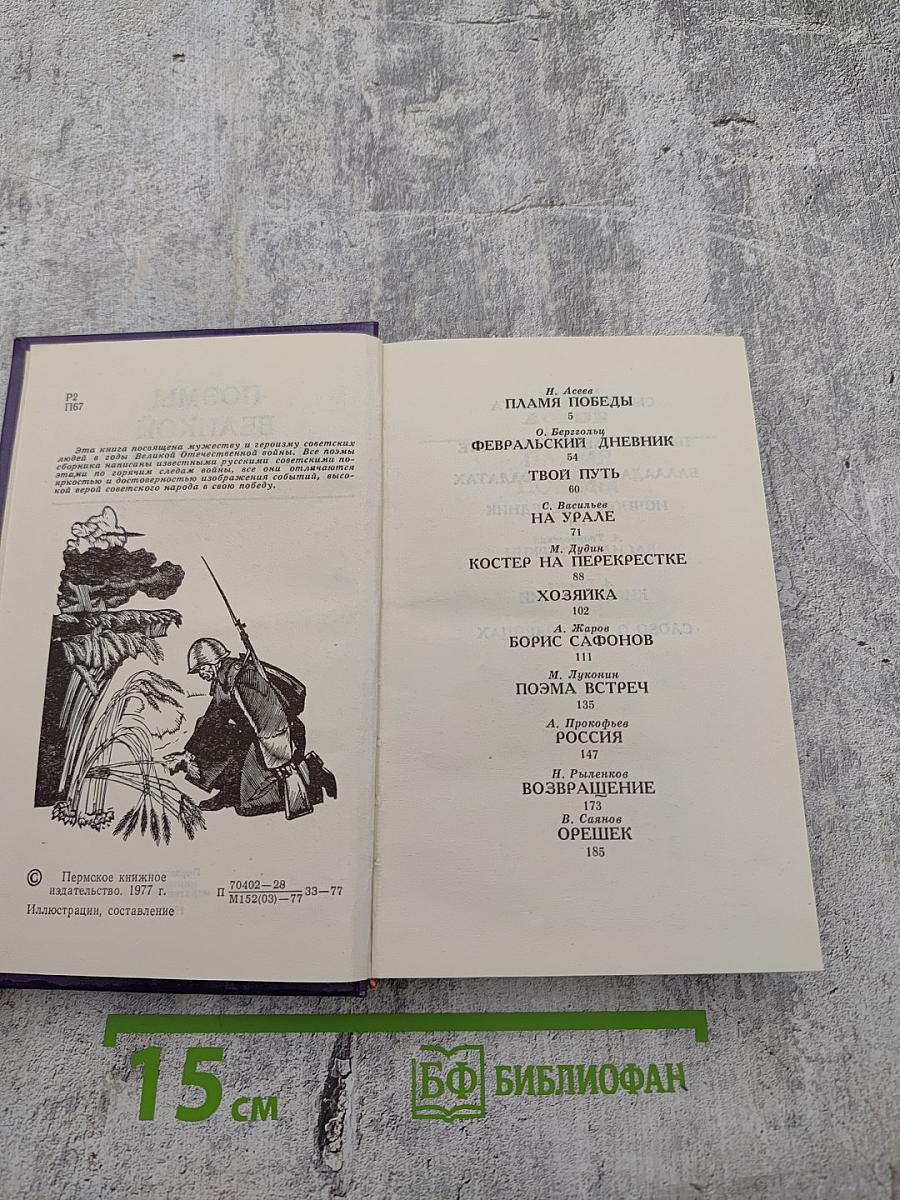 Р2
П67
Эта книга посвящена мужеству и героизму советских
людей в годы Великой Отечественной войны. Все поэмы
сборника написаны известными русскими советскими по-
этами по горячим следам войны, все они отличаются
яркостью и достоверностью изображения событий, высо-
кой верой советского народа в свою победу.
© Пермское книжное
издательство. 1977 г.
Иллюстрации, составление
П 70402—28 33—77
М152(03)—77
Н. Асеев
ПЛАМЯ ПОБЕДЫ
5
О. Берггольц
ФЕВРАЛЬСКИЙ ДНЕВНИК
54
ТВОЙ ПУТЬ
60
С. Васильев
НА УРАЛЕ
71
М. Дудин
КОСТЕР НА ПЕРЕКРЕСТКЕ
88
ХОЗЯЙКА
102
А. Жаров
БОРИС САФОНОВ
111
М. Луконин
ПОЭМА ВСТРЕЧ
135
А. Прокофьев
РОССИЯ
147
Н. Рыленков
ВОЗВРАЩЕНИЕ
173
В. Саянов
ОРЕШЕК
185
15 см
БФ БИБЛИОФАН